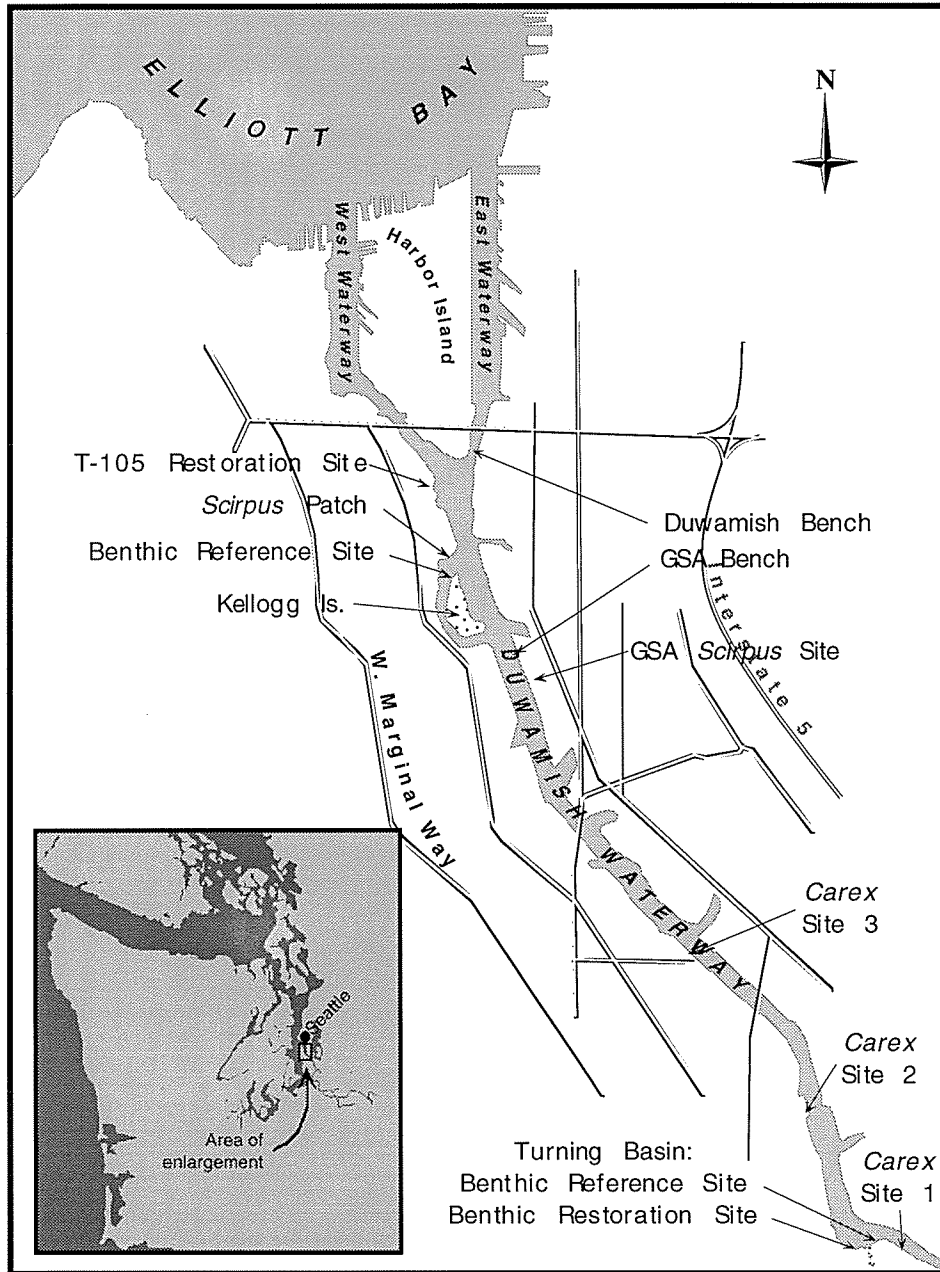 ELLIOTT BAY
N
West Waterway
Harbor Island
East Waterway
T-105 Restoration Site
Scirpus Patch
Benthic Reference Site
Kellogg Is.
Duwamish Bench
GSA Bench
GSA Scirpus Site
Interstate 5
W. Marginal Way
DUWAMISH WATERWAY
Carex
Site 3
Carex
Site 2
Carex
Site 1
Turning Basin:
Benthic Reference Site
Benthic Restoration Site
Seattle
Area of
enlargement